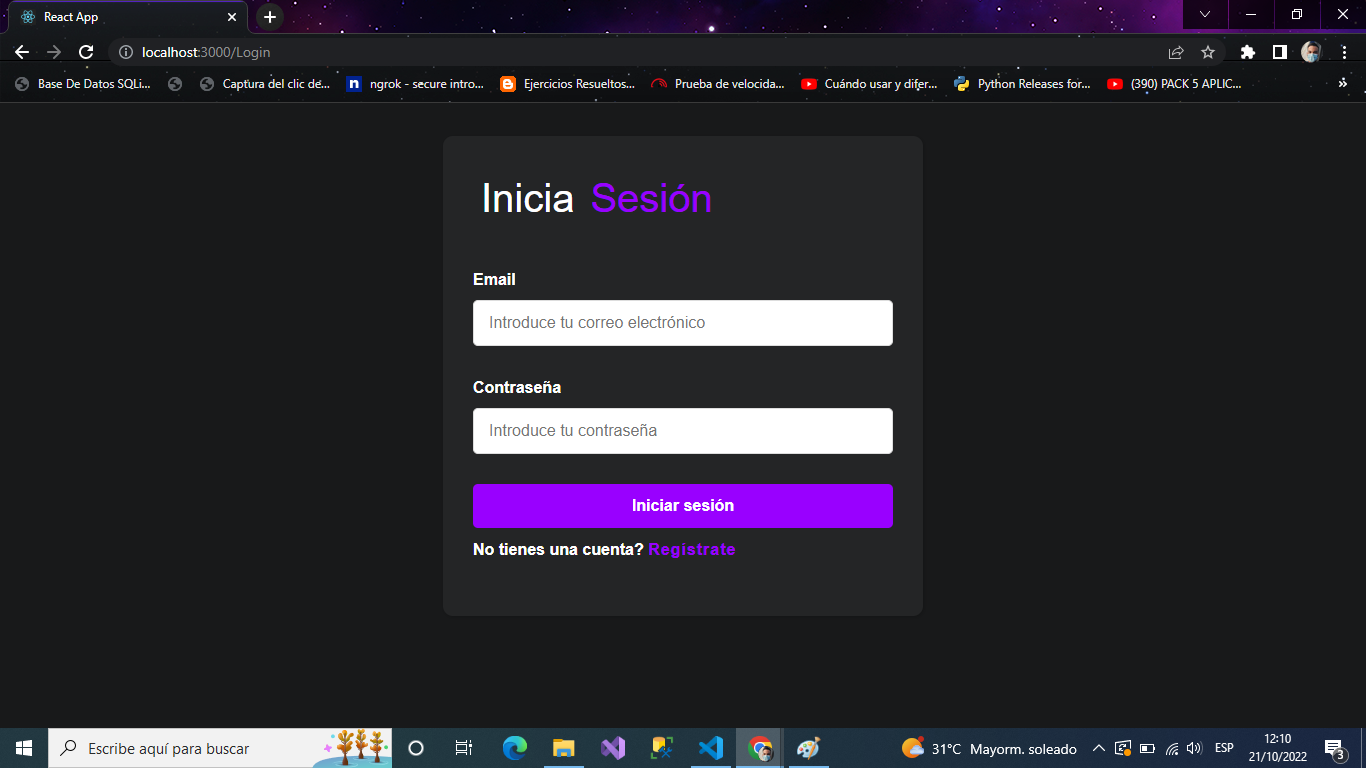 React App
localhost:3000/Login
Base De Datos SQLi... Captura del clic de... ngrok - secure intro... Ejercicios Resueltos... Prueba de velocida... Cuándo usar y difer... Python Releases for... (390) PACK 5 APLIC... »
Inicia Sesión
Email
Introduce tu correo electrónico
Contraseña
Introduce tu contraseña
Iniciar sesión
No tienes una cuenta? Registrate
Escribe aquí para buscar
31°C Mayorm. soleado
ESP
12:10
21/10/2022
3